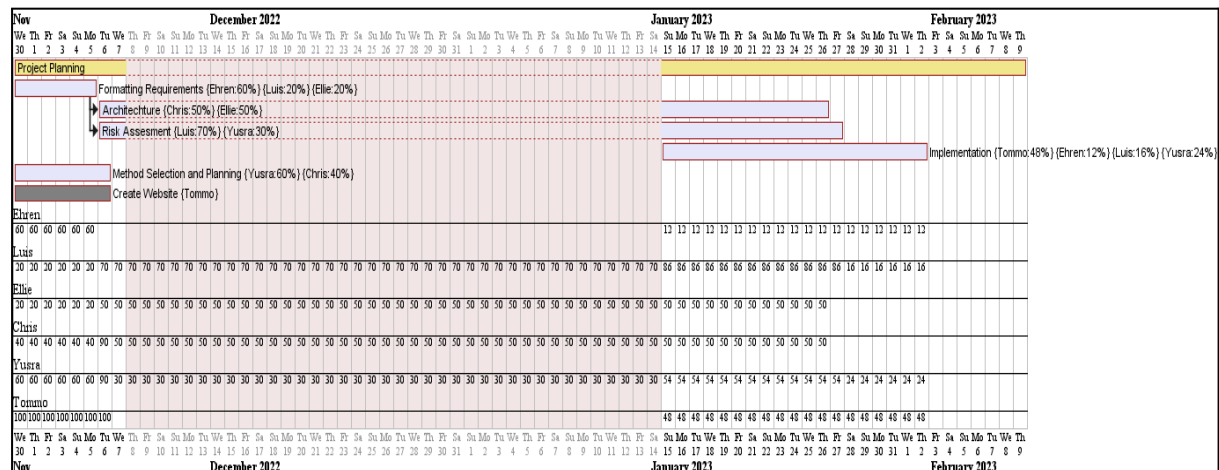 Nov December 2022 January 2023 February 2023
We Th Fr Sa Su Mo Tu We Th Fr Sa Su Mo Tu We Th Fr Sa Su Mo Tu We Th Fr Sa Su Mo Tu We Th Fr Sa Su Mo Tu We Th Fr Sa Su Mo Tu We Th Fr Sa Su Mo Tu We Th Fr Sa Su Mo Tu We Th Fr Sa Su Mo Tu We Th Fr Sa Su Mo Tu We Th
30 1 2 3 4 5 6 7 8 9 10 11 12 13 14 15 16 17 18 19 20 21 22 23 24 25 26 27 28 29 30 31 1 2 3 4 5 6 7 8 9 10 11 12 13 14 15 16 17 18 19 20 21 22 23 24 25 26 27 28 29 30 31 1 2 3 4 5 6 7 8 9
Project Planning
Formatting Requirements {Ehren:60%} {Luis:20%} {Ellie:20%}
Architechture {Chris:50%} {Ellie:50%}
Risk Assesment {Luis:70%} {Yusra:30%}
Implementation {Tommo:48%} {Ehren:12%} {Luis:16%} {Yusra:24%}
Method Selection and Planning {Yusra:60%} {Chris:40%}
Create Website {Tommo}
Ehren
60 60 60 60 60 60 12 12 12 12 12 12 12 12 12 12 12 12 12 12 12 12 12 12 12
Luis
20 20 20 20 20 20 70 70 70 70 70 70 70 70 70 70 70 70 70 70 70 70 70 70 70 70 70 70 70 70 70 70 70 70 70 70 70 70 70 70 70 70 70 70 70 70 86 86 86 86 86 86 86 86 86 86 86 86 86 16 16 16 16 16 16
Ellie
20 20 20 20 20 20 50 50 50 50 50 50 50 50 50 50 50 50 50 50 50 50 50 50 50 50 50 50 50 50 50 50 50 50 50 50 50 50 50 50 50 50 50 50 50 50 50 50 50 50 50 50 50 50 50 50 50 50
Chris
40 40 40 40 40 40 90 50 50 50 50 50 50 50 50 50 50 50 50 50 50 50 50 50 50 50 50 50 50 50 50 50 50 50 50 50 50 50 50 50 50 50 50 50 50 50 50 50 50 50 50 50 50 50 50 50 50 50
Yusra
60 60 60 60 60 60 90 30 30 30 30 30 30 30 30 30 30 30 30 30 30 30 30 30 30 30 30 30 30 30 30 30 30 30 30 30 30 30 30 30 30 30 30 30 30 30 54 54 54 54 54 54 54 54 54 54 54 54 54 24 24 24 24 24 24
Tommo
100 100 100 100 100 100 100 48 48 48 48 48 48 48 48 48 48 48 48 48 48 48 48 48 48 48
We Th Fr Sa Su Mo Tu We Th Fr Sa Su Mo Tu We Th Fr Sa Su Mo Tu We Th Fr Sa Su Mo Tu We Th Fr Sa Su Mo Tu We Th Fr Sa Su Mo Tu We Th Fr Sa Su Mo Tu We Th Fr Sa Su Mo Tu We Th Fr Sa Su Mo Tu We Th Fr Sa Su Mo Tu We Th
30 1 2 3 4 5 6 7 8 9 10 11 12 13 14 15 16 17 18 19 20 21 22 23 24 25 26 27 28 29 30 31 1 2 3 4 5 6 7 8 9 10 11 12 13 14 15 16 17 18 19 20 21 22 23 24 25 26 27 28 29 30 31 1 2 3 4 5 6 7 8 9
Nov December 2022 January 2023 February 2023